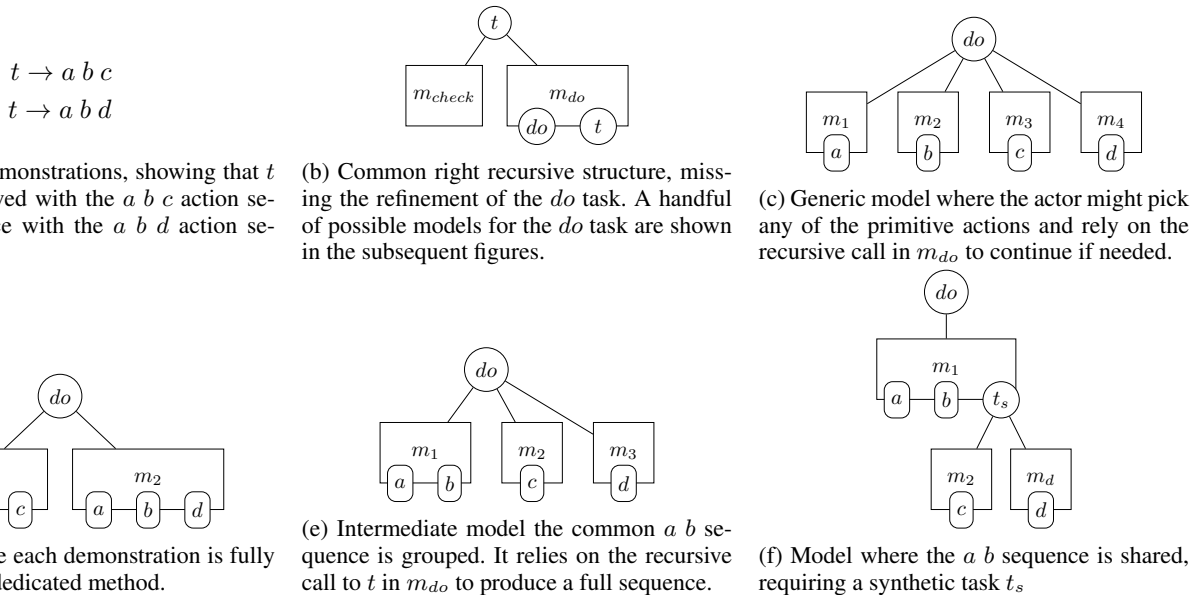 t → a b c
t → a b d
monstrations, showing that t
ved with the a b c action se-
ce with the a b d action se-
t
m_check
m_do
do
t
(b) Common right recursive structure, miss-
ing the refinement of the do task. A handful
of possible models for the do task are shown
in the subsequent figures.
do
m_1
m_2
m_3
m_4
a
b
c
d
(c) Generic model where the actor might pick
any of the primitive actions and rely on the
recursive call in m_do to continue if needed.
do
m_2
c
a
b
d
e each demonstration is fully
dedicated method.
do
m_1
m_2
m_3
a
b
c
d
(e) Intermediate model the common a b se-
quence is grouped. It relies on the recursive
call to t in m_do to produce a full sequence.
do
m_1
a
b
t_s
m_2
m_d
c
d
(f) Model where the a b sequence is shared,
requiring a synthetic task t_s